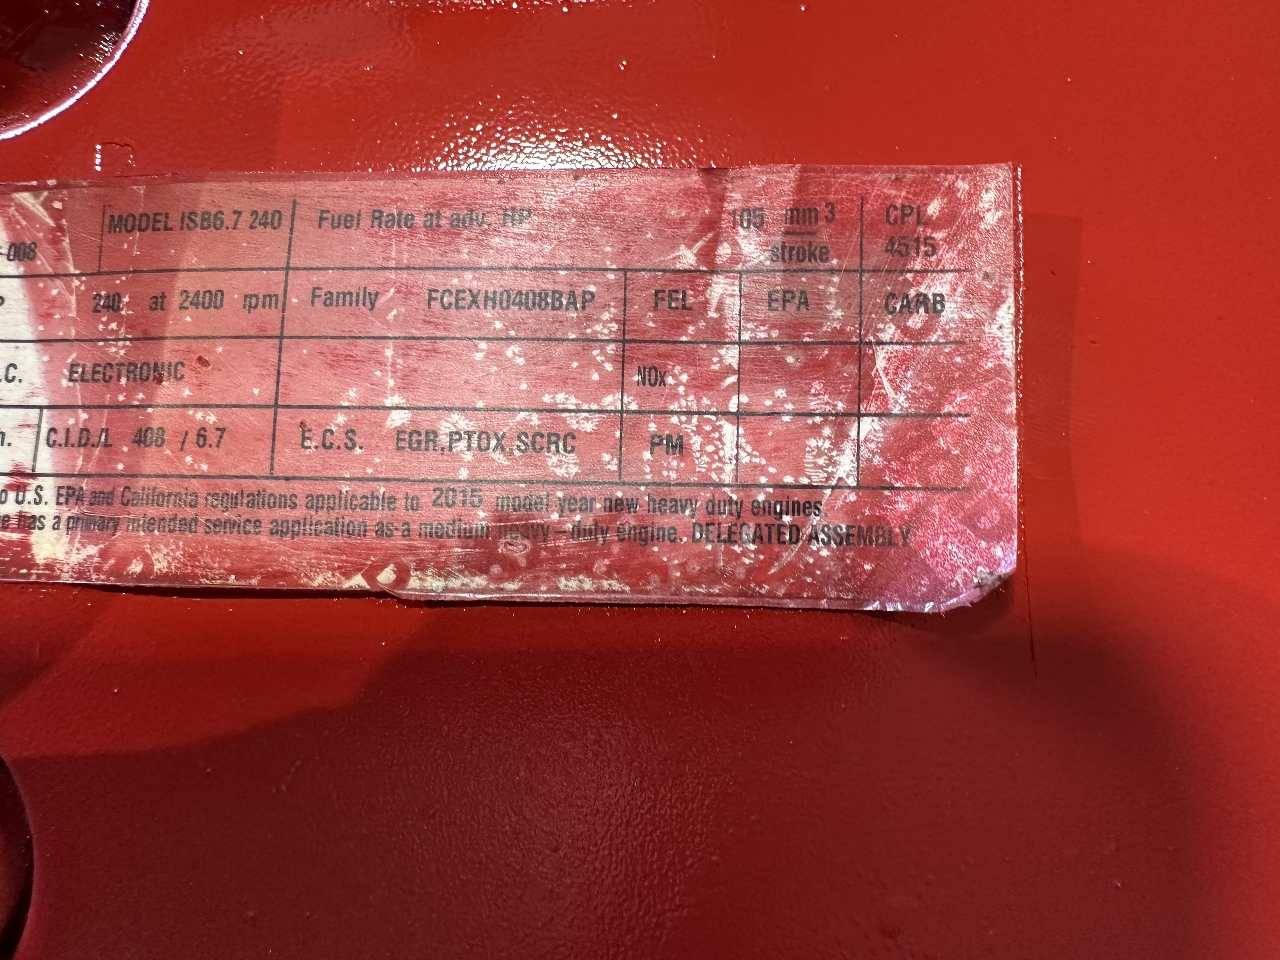 MODEL ISB6.7 240 Fuel Rate at adv. HP 105 mm3 CPL
-008 stroke 4515
240 at 2400 rpm Family FCEXH0408BAP FEL EPA CARB
.C. ELECTRONIC NOx
C.I.D./L 408 / 6.7 E.C.S. EGR,PTOX,SCRC PM
U.S. EPA and California regulations applicable to 2015 model year new heavy duty engines.
has a primary intended service application as a medium heavy-duty engine. DELEGATED ASSEMBLY